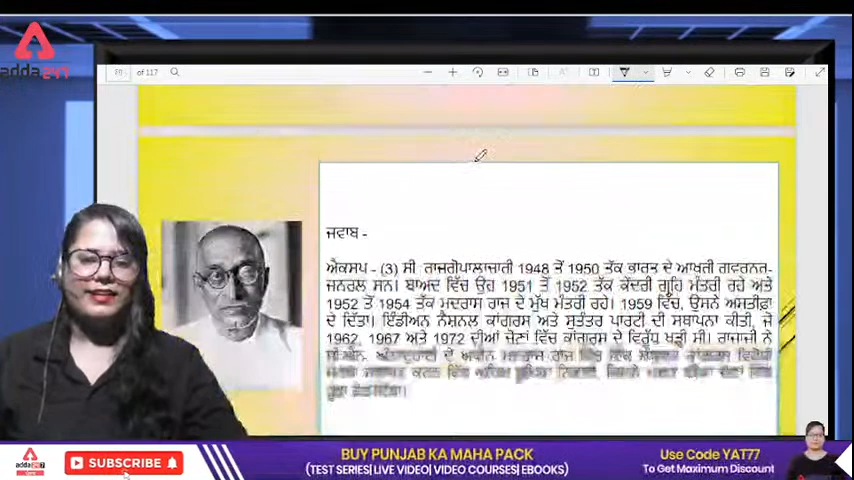 adda247
of 117
ਜਵਾਬ -
ਐਕਸਪ - (3) ਸੀ ਰਾਜਗੋਪਾਲਾਚਾਰੀ 1948 ਤੋਂ 1950 ਤੱਕ ਭਾਰਤ ਦੇ ਆਖਰੀ ਗਵਰਨਰ-
ਜਨਰਲ ਸਨ। ਬਾਅਦ ਵਿੱਚ ਉਹ 1951 ਤੋਂ 1952 ਤੱਕ ਕੇਂਦਰੀ ਗ੍ਰਹਿ ਮੰਤਰੀ ਰਹੇ ਅਤੇ
1952 ਤੋਂ 1954 ਤੱਕ ਮਦਰਾਸ ਰਾਜ ਦੇ ਮੁੱਖ ਮੰਤਰੀ ਰਹੇ। 1959 ਵਿੱਚ, ਉਸਨੇ ਅਸਤੀਫ਼ਾ
ਦੇ ਦਿੱਤਾ। ਇੰਡੀਅਨ ਨੈਸ਼ਨਲ ਕਾਂਗਰਸ ਅਤੇ ਸੁਤੰਤਰ ਪਾਰਟੀ ਦੀ ਸਥਾਪਨਾ ਕੀਤੀ, ਜੋ
1962, 1967 ਅਤੇ 1972 ਦੀਆਂ ਚੋਣਾਂ ਵਿੱਚ ਕਾਂਗਰਸ ਦੇ ਵਿਰੁੱਧ ਖੜੀ ਸੀ। ਰਾਜਾਜੀ ਨੇ
adda247
SUBSCRIBE
BUY PUNJAB KA MAHA PACK
(TEST SERIES| LIVE VIDEO| VIDEO COURSES| EBOOKS)
Use Code YAT77
To Get Maximum Discount